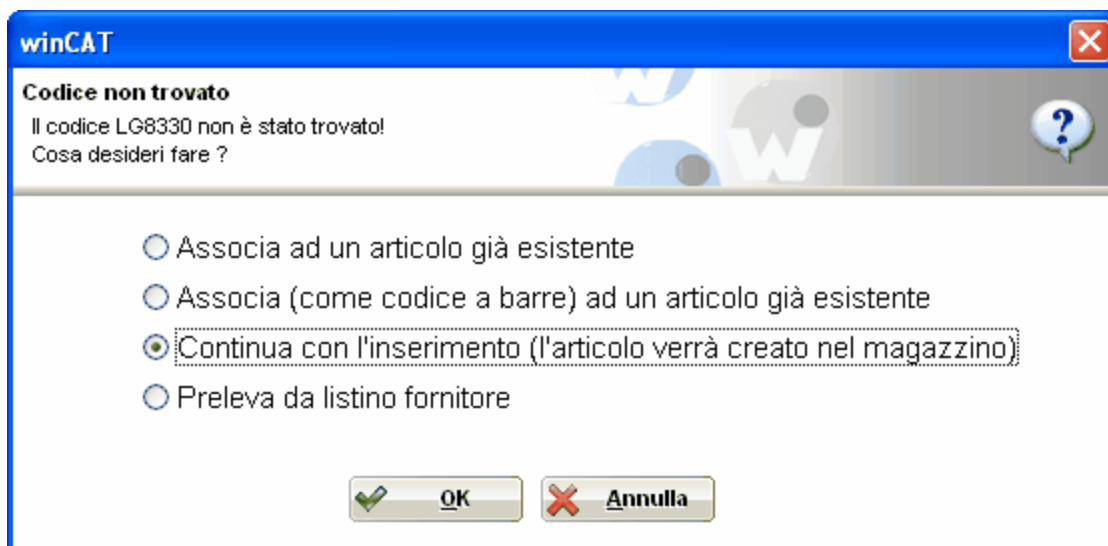 winCAT
Codice non trovato
Il codice LG8330 non è stato trovato!
Cosa desideri fare ?
Associa ad un articolo già esistente
Associa (come codice a barre) ad un articolo già esistente
Continua con l'inserimento (l'articolo verrà creato nel magazzino)
Preleva da listino fornitore
OK
Annulla